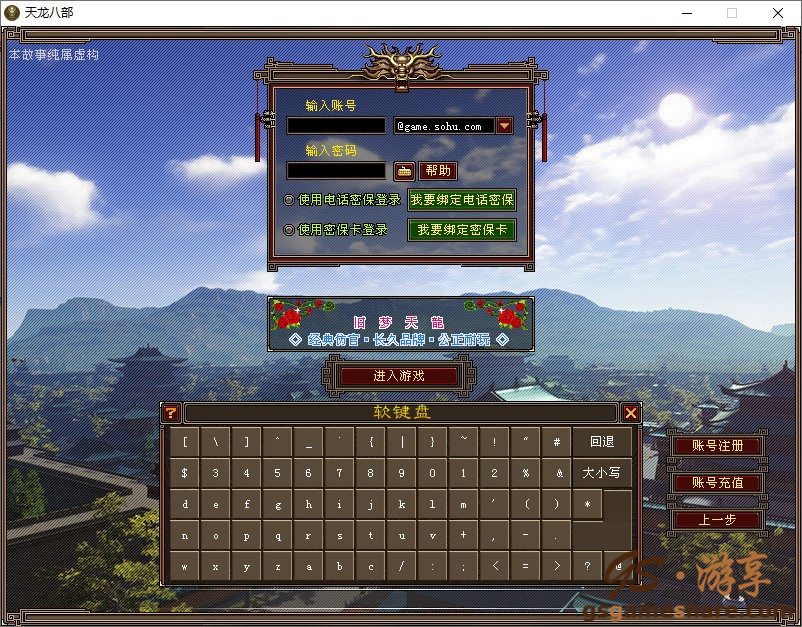 天龙八部
本故事纯属虚构
输入账号
@game.sohu.com
输入密码
帮助
使用电话密保登录 我要绑定电话密保
使用密保卡登录 我要绑定密保卡
旧 梦 天 龍
◇ 经典仿官·长久品牌·公正耐玩 ◇
进入游戏
? 软键盘 X
[ \ ] ^ _ ` { | } ~ ! " # 回退
$ 3 4 5 6 7 8 9 0 1 2 % & 大小写
d e f g h i j k l m ' ( ) *
n o p q r s t u v + , - .
w x y z a b c / : ; < = > ? @
账号注册
账号充值
上一步
GS·游享
gsgameshare.com